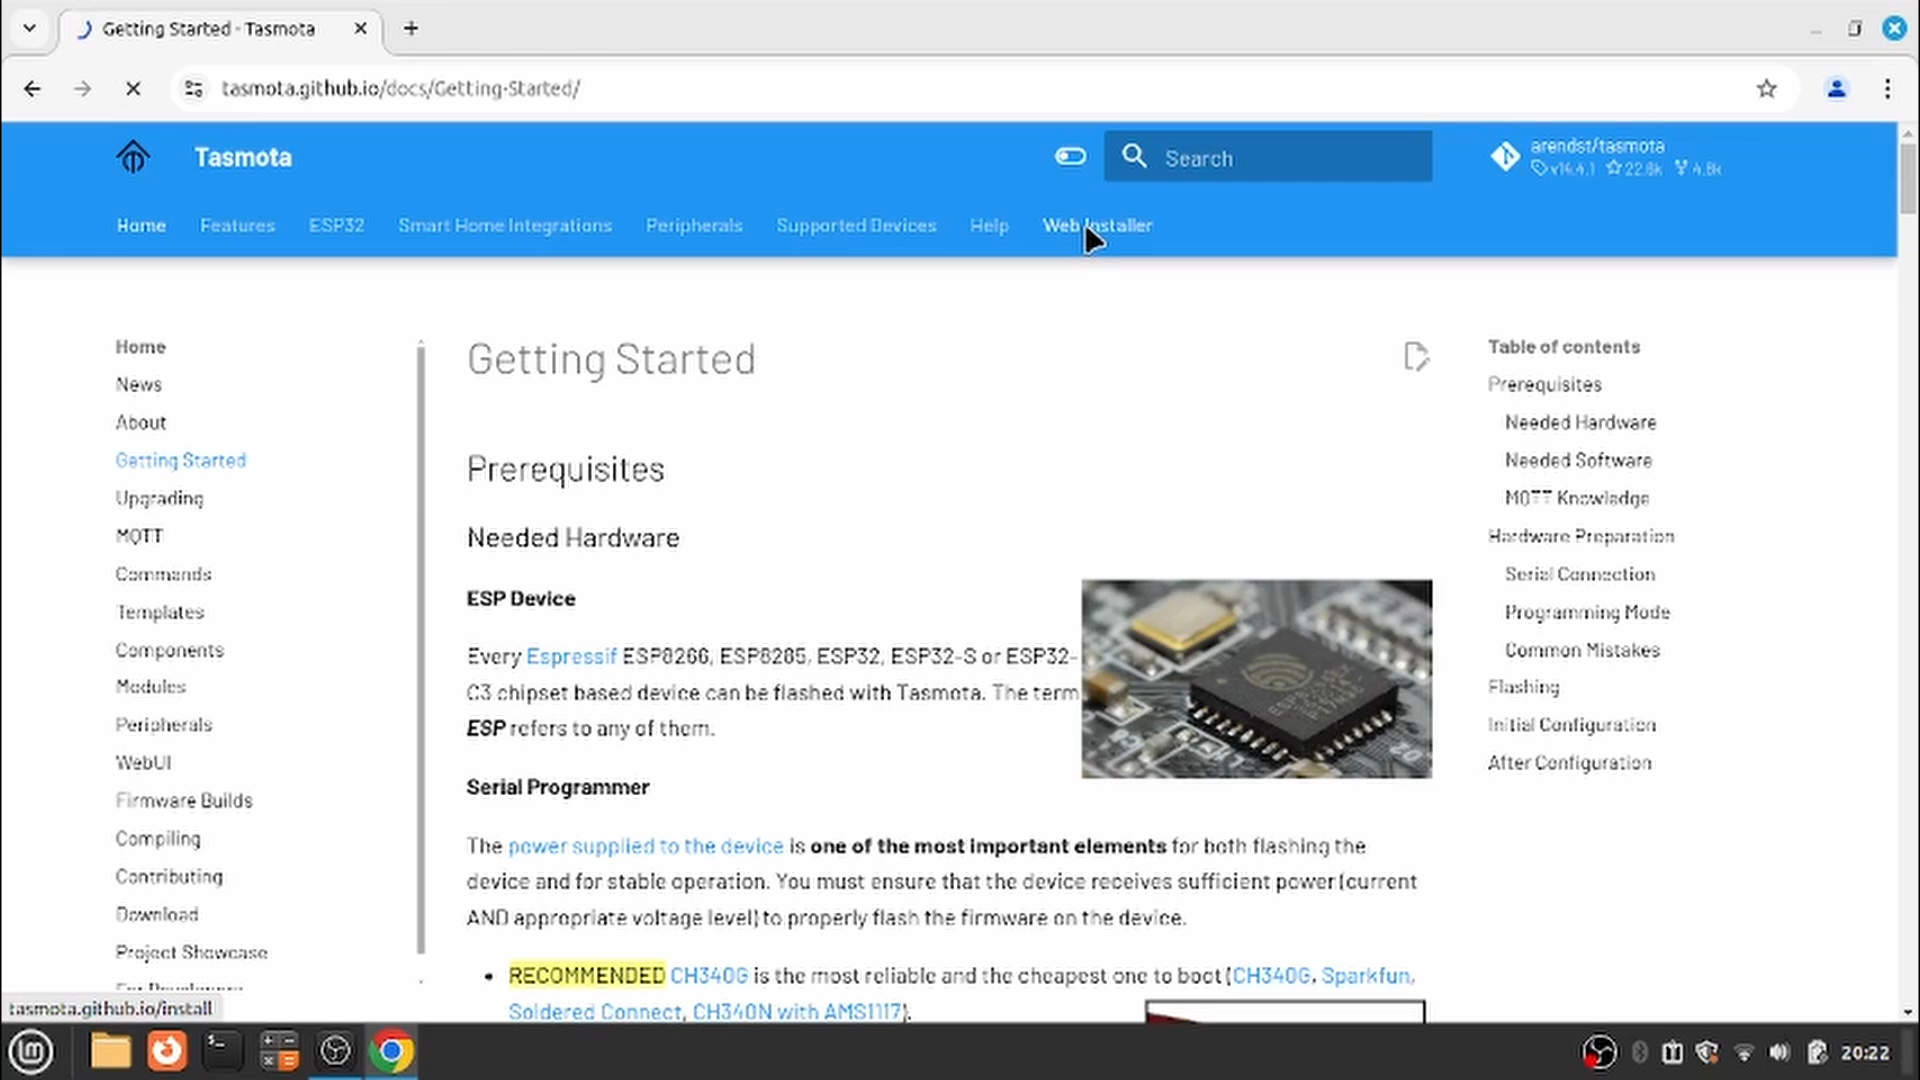 Getting Started - Tasmota
tasmota.github.io/docs/Getting-Started/
Tasmota
Search
arendst/tasmota
v14.4.1 22.8k 4.8k
Home Features ESP32 Smart Home Integrations Peripherals Supported Devices Help Web Installer
Home
News
About
Getting Started
Upgrading
MQTT
Commands
Templates
Components
Modules
Peripherals
WebUI
Firmware Builds
Compiling
Contributing
Download
Project Showcase
For Developers
Getting Started
Prerequisites
Needed Hardware
ESP Device
Every Espressif ESP8266, ESP8285, ESP32, ESP32-S or ESP32-
C3 chipset based device can be flashed with Tasmota. The term
ESP refers to any of them.
Serial Programmer
The power supplied to the device is one of the most important elements for both flashing the
device and for stable operation. You must ensure that the device receives sufficient power (current
AND appropriate voltage level) to properly flash the firmware on the device.
• RECOMMENDED CH340G is the most reliable and the cheapest one to boot (CH340G, Sparkfun,
Soldered Connect, CH340N with AMS1117).
Table of contents
Prerequisites
Needed Hardware
Needed Software
MQTT Knowledge
Hardware Preparation
Serial Connection
Programming Mode
Common Mistakes
Flashing
Initial Configuration
After Configuration
tasmota.github.io/install
20:22